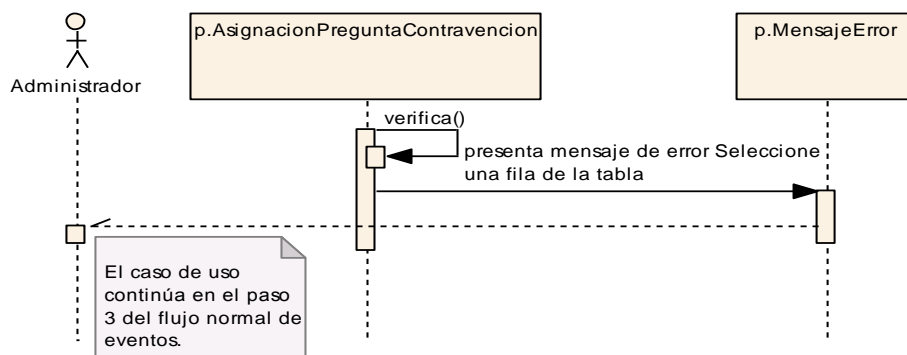 p.AsignacionPreguntaContravencion
p.MensajeError
Administrador
verifica()
presenta mensaje de error Seleccione
una fila de la tabla
El caso de uso
continúa en el paso
3 del flujo normal de
eventos.